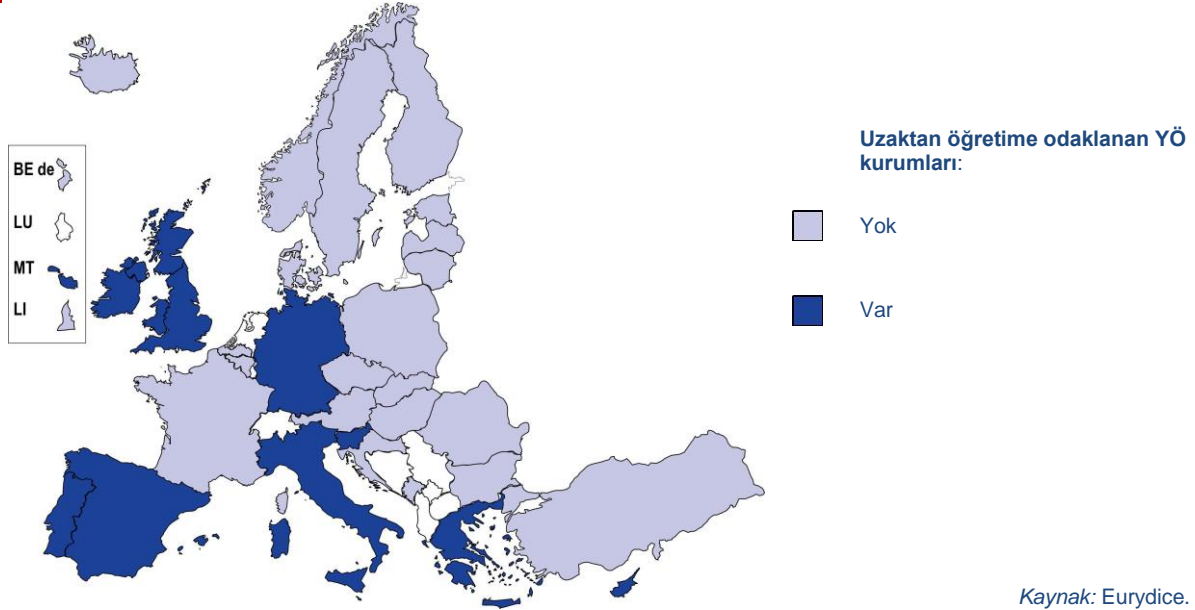 BE de
LU
MT
LI
Uzaktan öğretime odaklanan YÖ
kurumları:
Yok
Var
Kaynak: Eurydice.